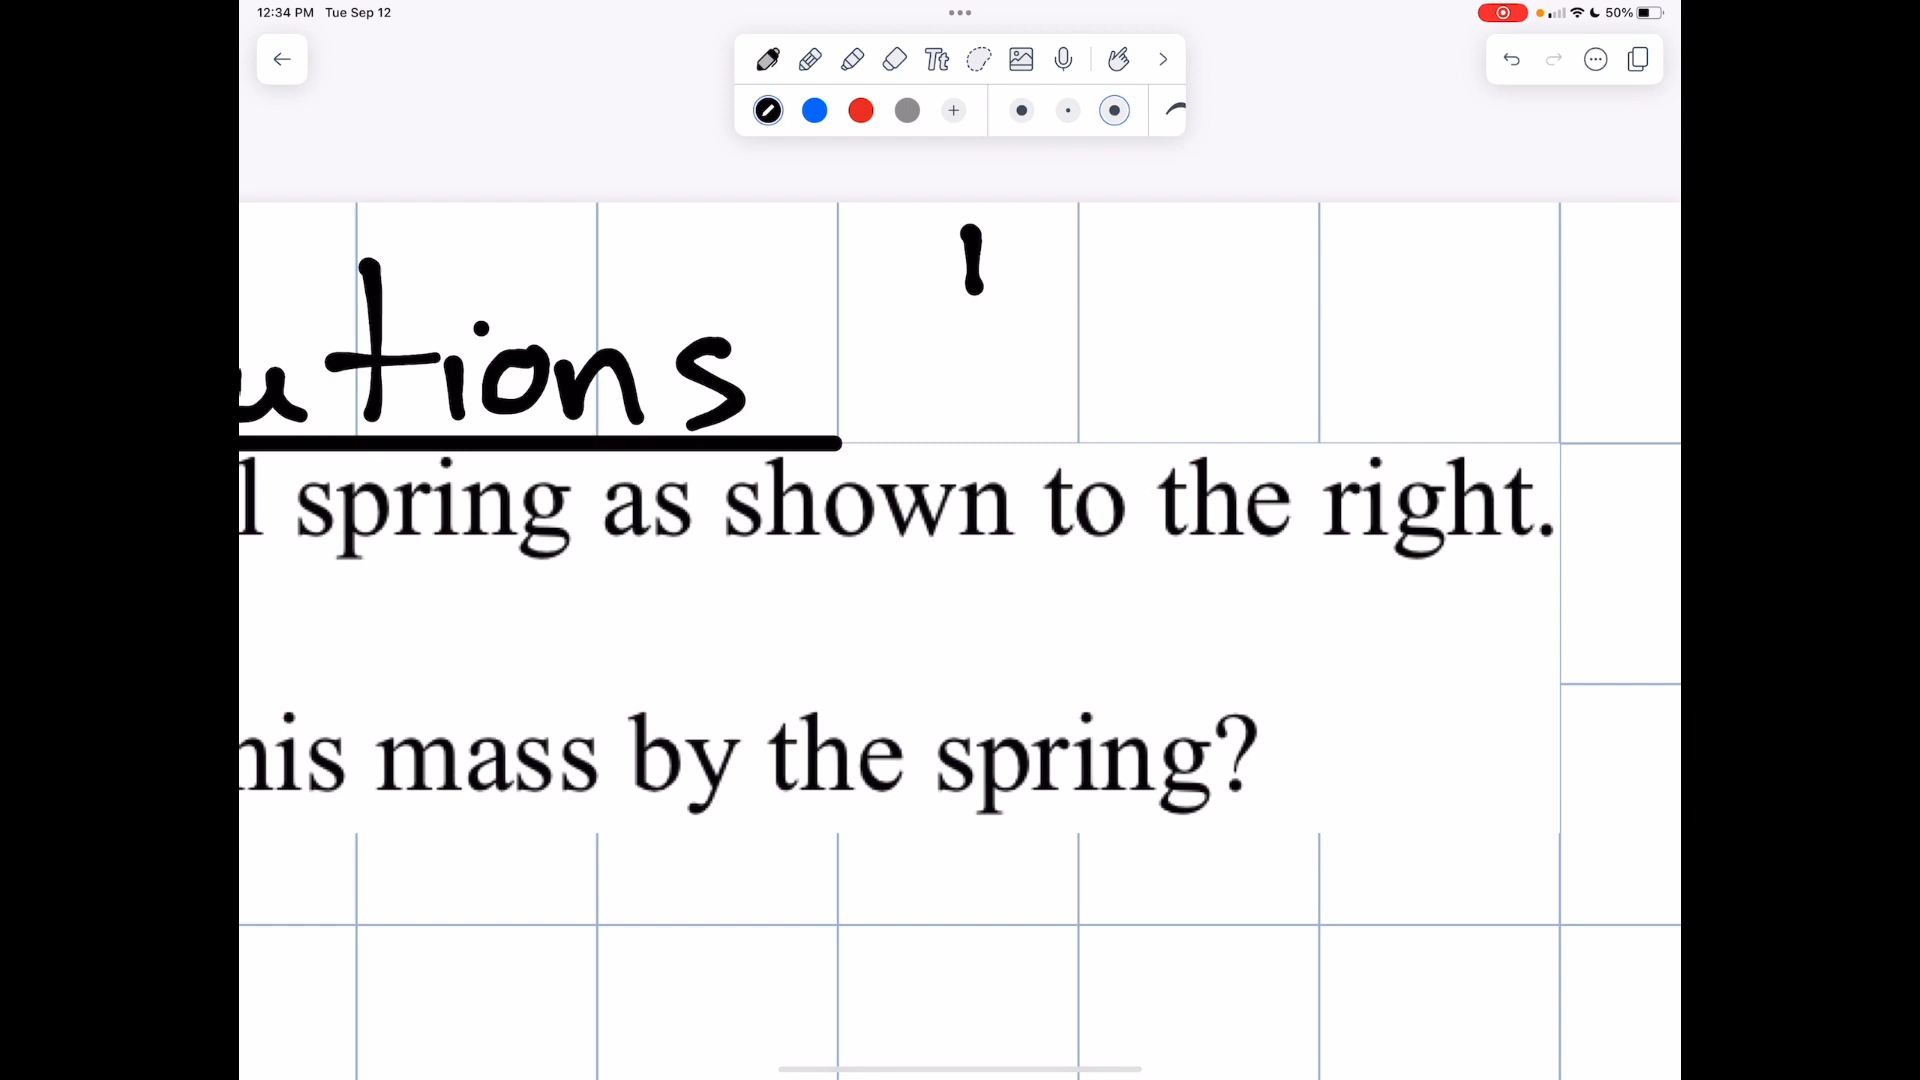 12:34 PM Tue Sep 12
50%
Tt
utions
l spring as shown to the right.
his mass by the spring?